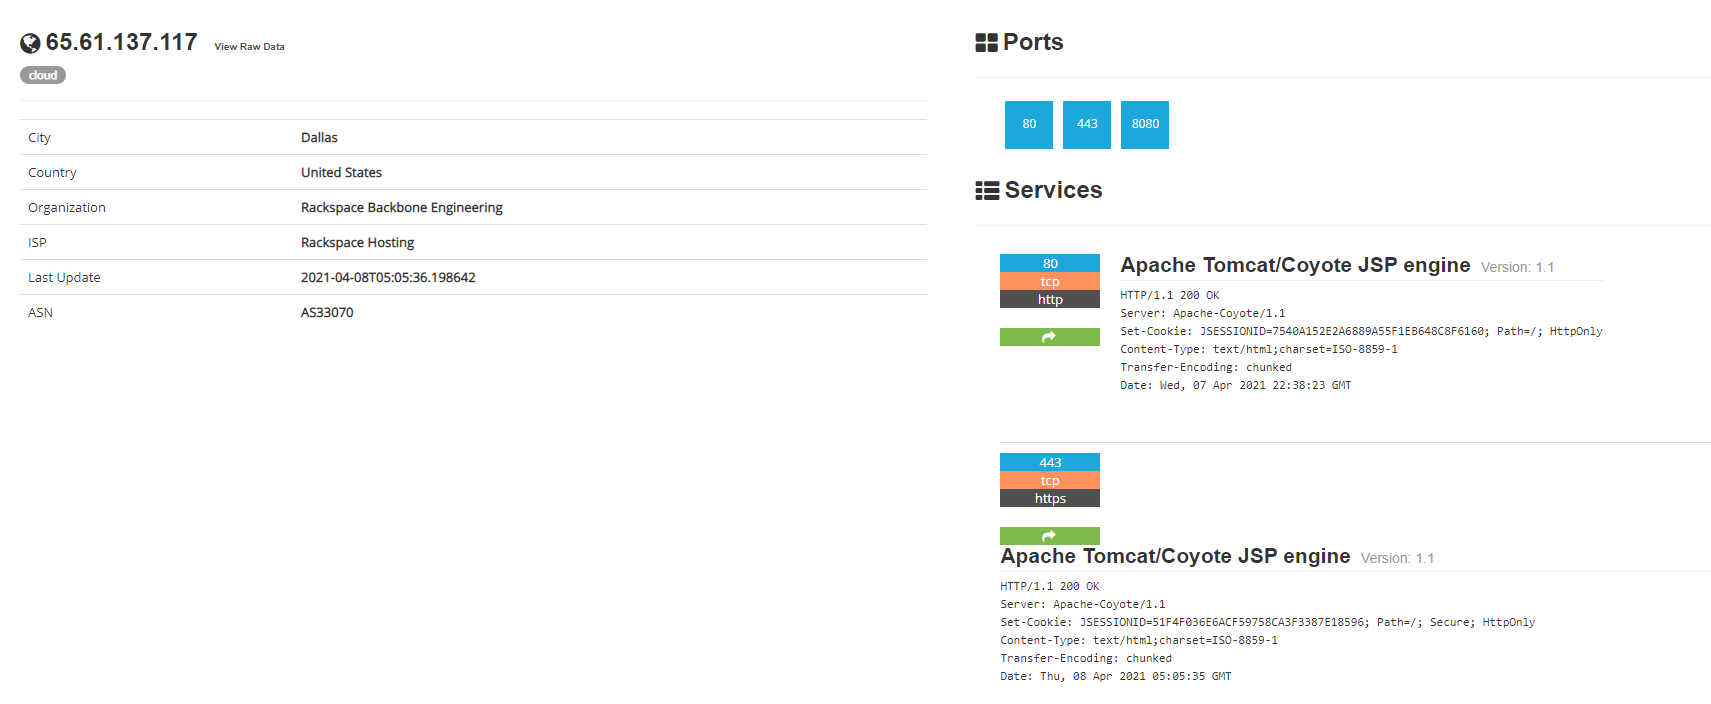 65.61.137.117 View Raw Data
cloud
City Dallas
Country United States
Organization Rackspace Backbone Engineering
ISP Rackspace Hosting
Last Update 2021-04-08T05:05:36.198642
ASN AS33070
Ports
80 443 8080
Services
80
tcp
http
Apache Tomcat/Coyote JSP engine Version: 1.1
HTTP/1.1 200 OK
Server: Apache-Coyote/1.1
Set-Cookie: JSESSIONID=7540A152E2A6889A55F1EB648C8F6160; Path=/; HttpOnly
Content-Type: text/html;charset=ISO-8859-1
Transfer-Encoding: chunked
Date: Wed, 07 Apr 2021 22:38:23 GMT
443
tcp
https
Apache Tomcat/Coyote JSP engine Version: 1.1
HTTP/1.1 200 OK
Server: Apache-Coyote/1.1
Set-Cookie: JSESSIONID=51F4F036E6ACF59758CA3F3387E18596; Path=/; Secure; HttpOnly
Content-Type: text/html;charset=ISO-8859-1
Transfer-Encoding: chunked
Date: Thu, 08 Apr 2021 05:05:35 GMT